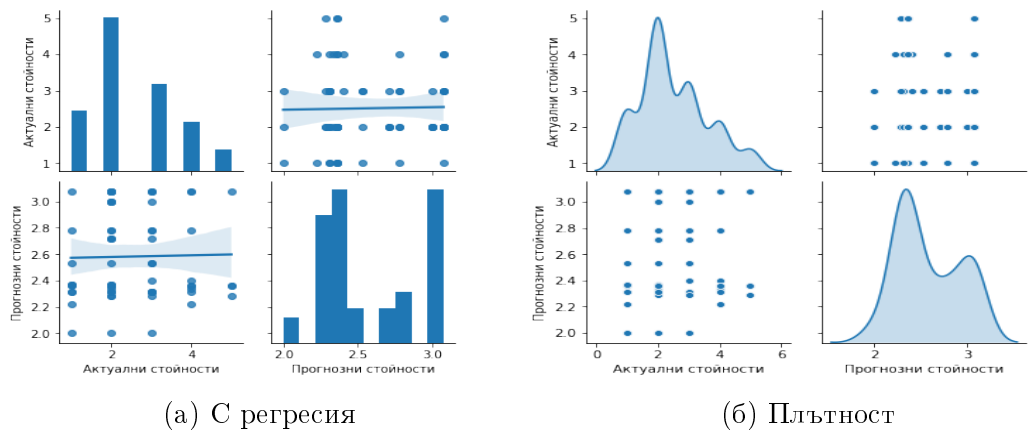 Актуални стойности
5
4
3
2
1
Прогнозни стойности
3.0
2.8
2.6
2.4
2.2
2.0
2 4
Актуални стойности
2.0 2.5 3.0
Прогнозни стойности
(а) С регресия
Актуални стойности
5
4
3
2
1
Прогнозни стойности
3.0
2.8
2.6
2.4
2.2
2.0
0 2 4 6
Актуални стойности
2 3
Прогнозни стойности
(б) Плътност